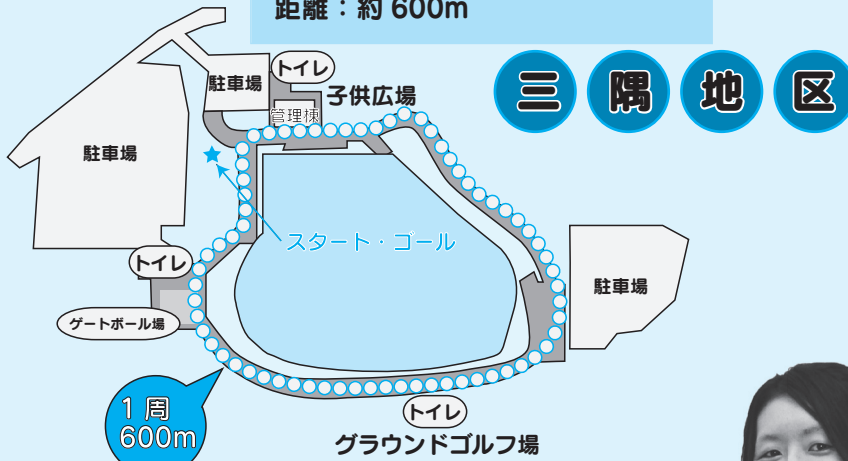 距離：約 600m
三隅地区
駐車場
トイレ
子供広場
管理棟
駐車場
スタート・ゴール
トイレ
駐車場
ゲートボール場
1 周
600m
トイレ
グラウンドゴルフ場